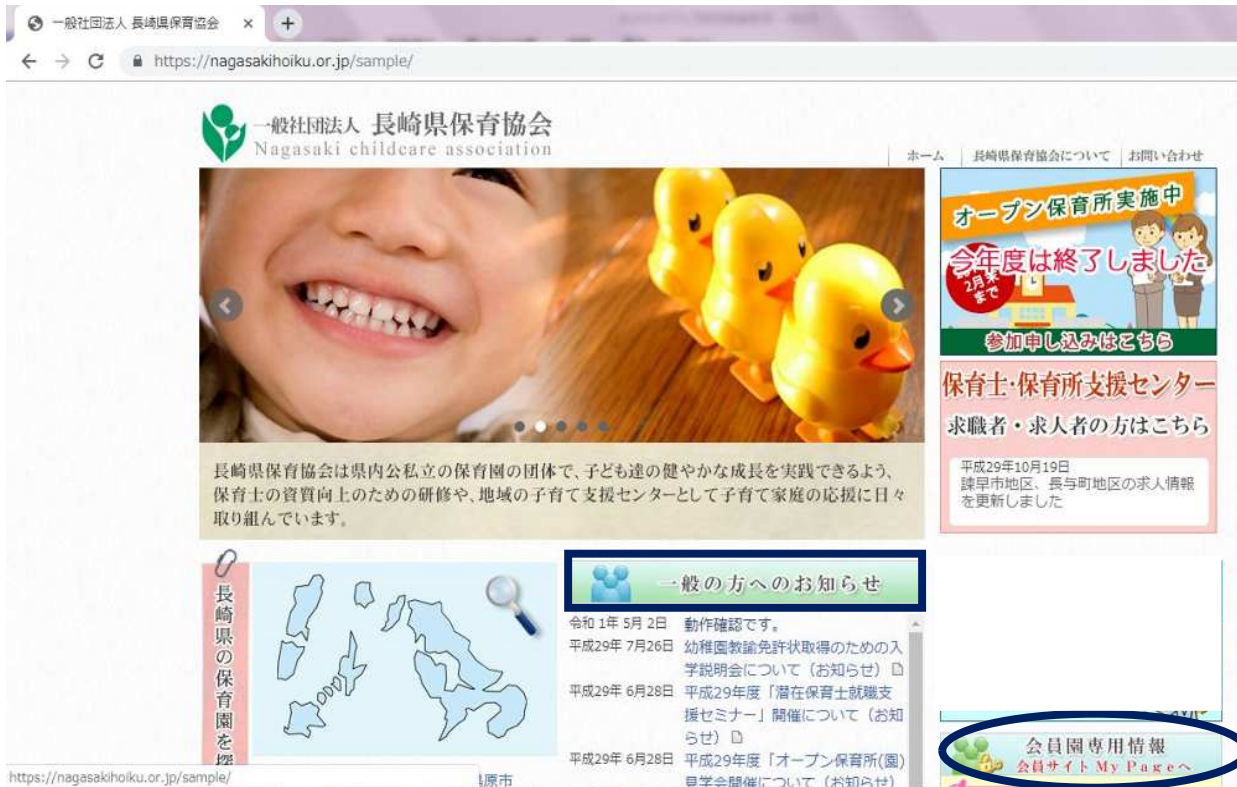 一般社団法人 長崎県保育協会
https://nagasakihoiku.or.jp/sample/
一般社団法人 長崎県保育協会
Nagasaki childcare association
ホーム 長崎県保育協会について お問い合わせ
オープン保育所実施中
今年度は終了しました
2月末
まで
参加申し込みはこちら
保育士・保育所支援センター
求職者・求人者の方はこちら
平成29年10月19日
諫早市地区、長与町地区の求人情報
を更新しました
長崎県保育協会は県内公私立の保育園の団体で、子ども達の健やかな成長を実践できるよう、
保育士の資質向上のための研修や、地域の子育て支援センターとして子育て家庭の応援に日々
取り組んでいます。
長崎県の保育園を探
一般の方へのお知らせ
令和 1年 5月 2日 動作確認です。
平成29年 7月26日 幼稚園教諭免許状取得のための入
学説明会について（お知らせ）
平成29年 6月28日 平成29年度「潜在保育士就職支
援セミナー」開催について（お知
らせ）
平成29年 6月28日 平成29年度「オープン保育所(園)
見学会開催について（お知らせ）
会員園専用情報
会員サイト My Pageへ
https://nagasakihoiku.or.jp/sample/
原市